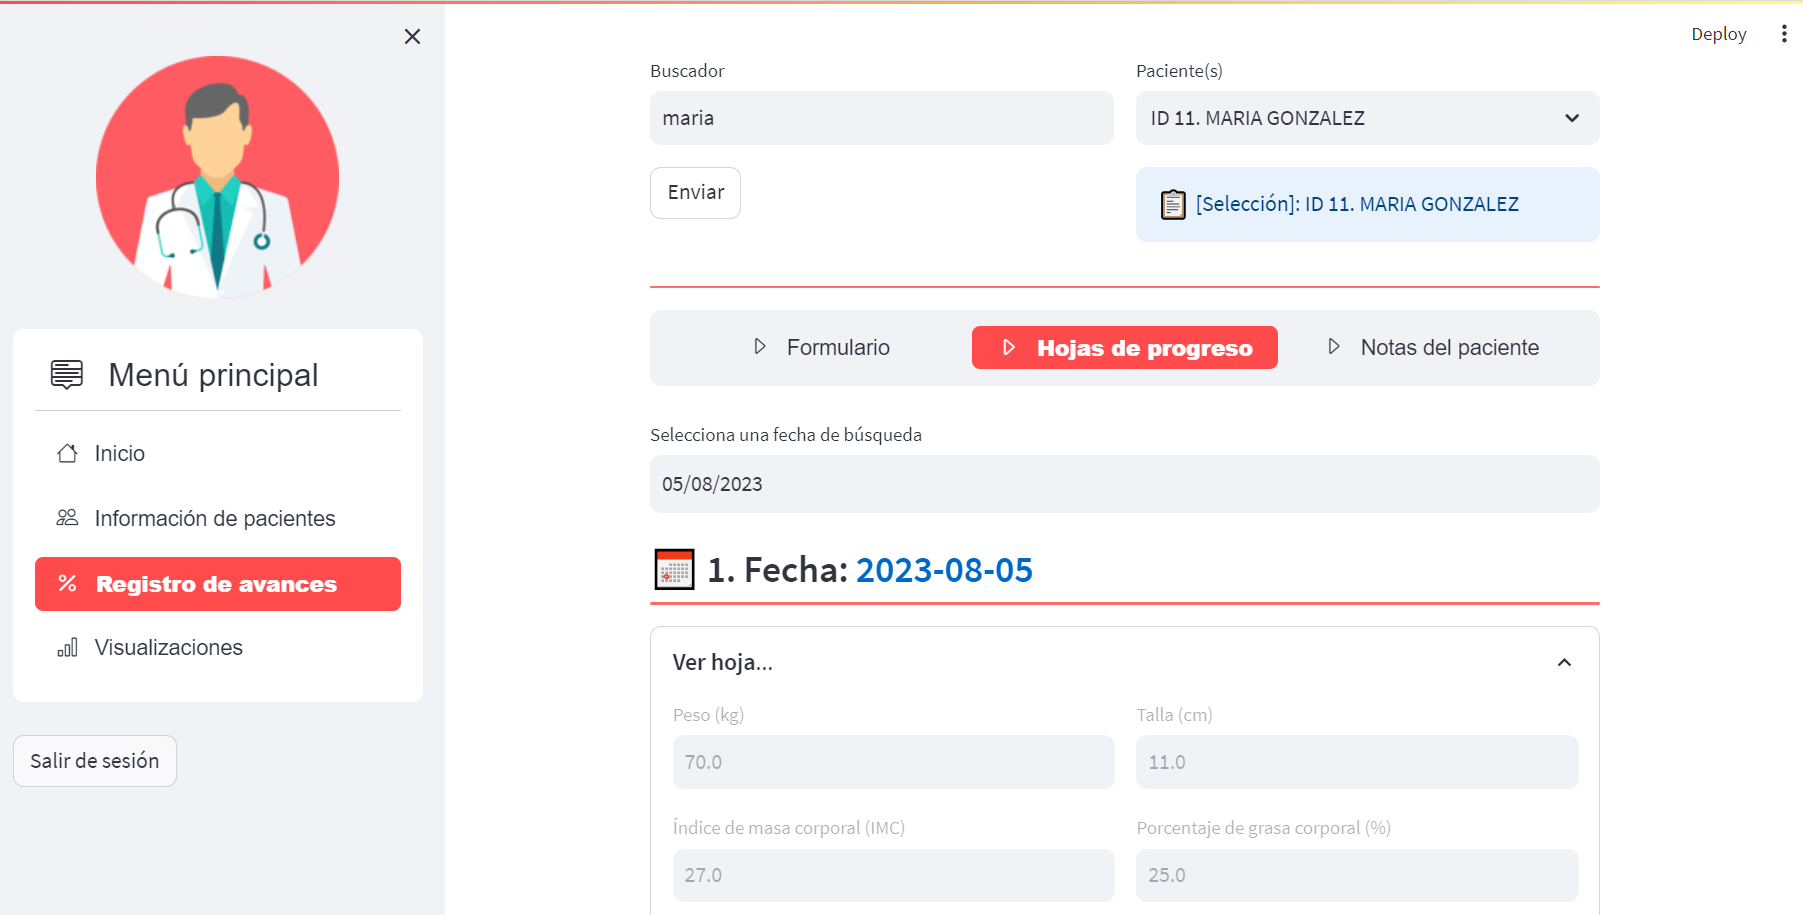 Menú principal
Inicio
Información de pacientes
Registro de avances
Visualizaciones
Salir de sesión
Deploy
Buscador
maria
Enviar
Paciente(s)
ID 11. MARIA GONZALEZ
[Selección]: ID 11. MARIA GONZALEZ
Formulario
Hojas de progreso
Notas del paciente
Selecciona una fecha de búsqueda
05/08/2023
1. Fecha: 2023-08-05
Ver hoja...
Peso (kg)
70.0
Talla (cm)
11.0
Índice de masa corporal (IMC)
27.0
Porcentaje de grasa corporal (%)
25.0